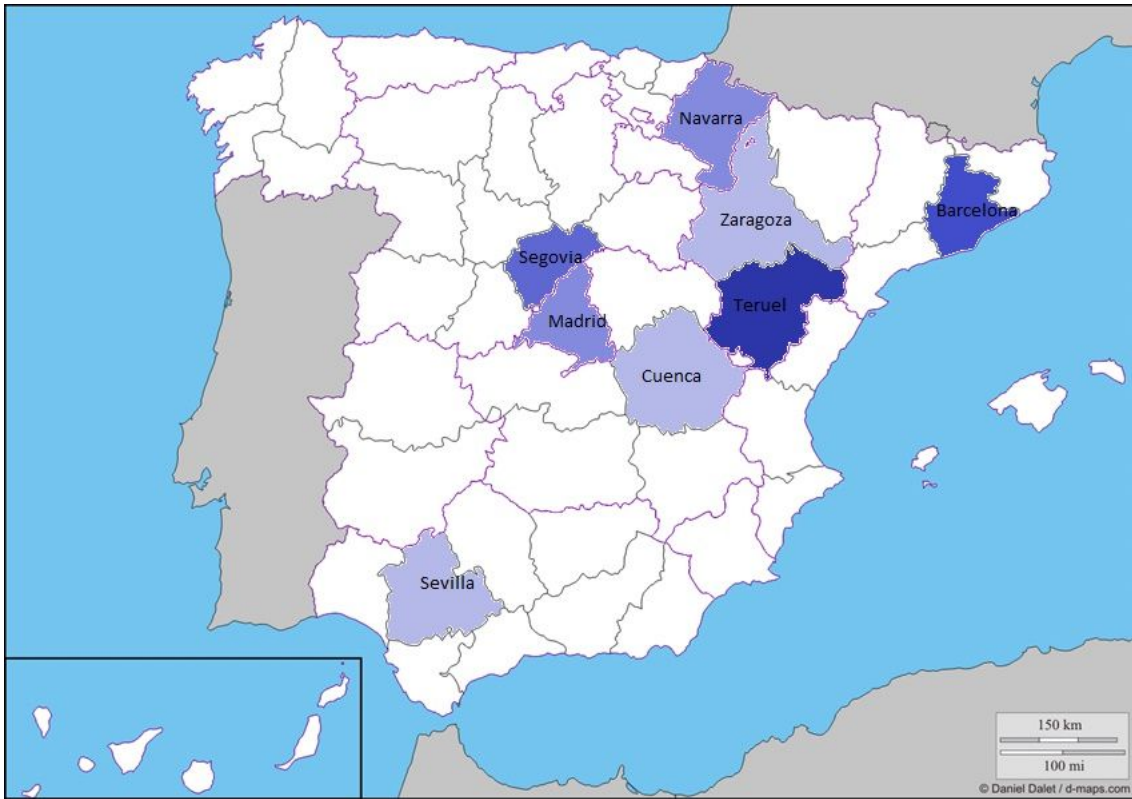 Navarra
Zaragoza
Barcelona
Segovia
Teruel
Madrid
Cuenca
Sevilla
150 km
100 mi
© Daniel Dalet / d-maps.com